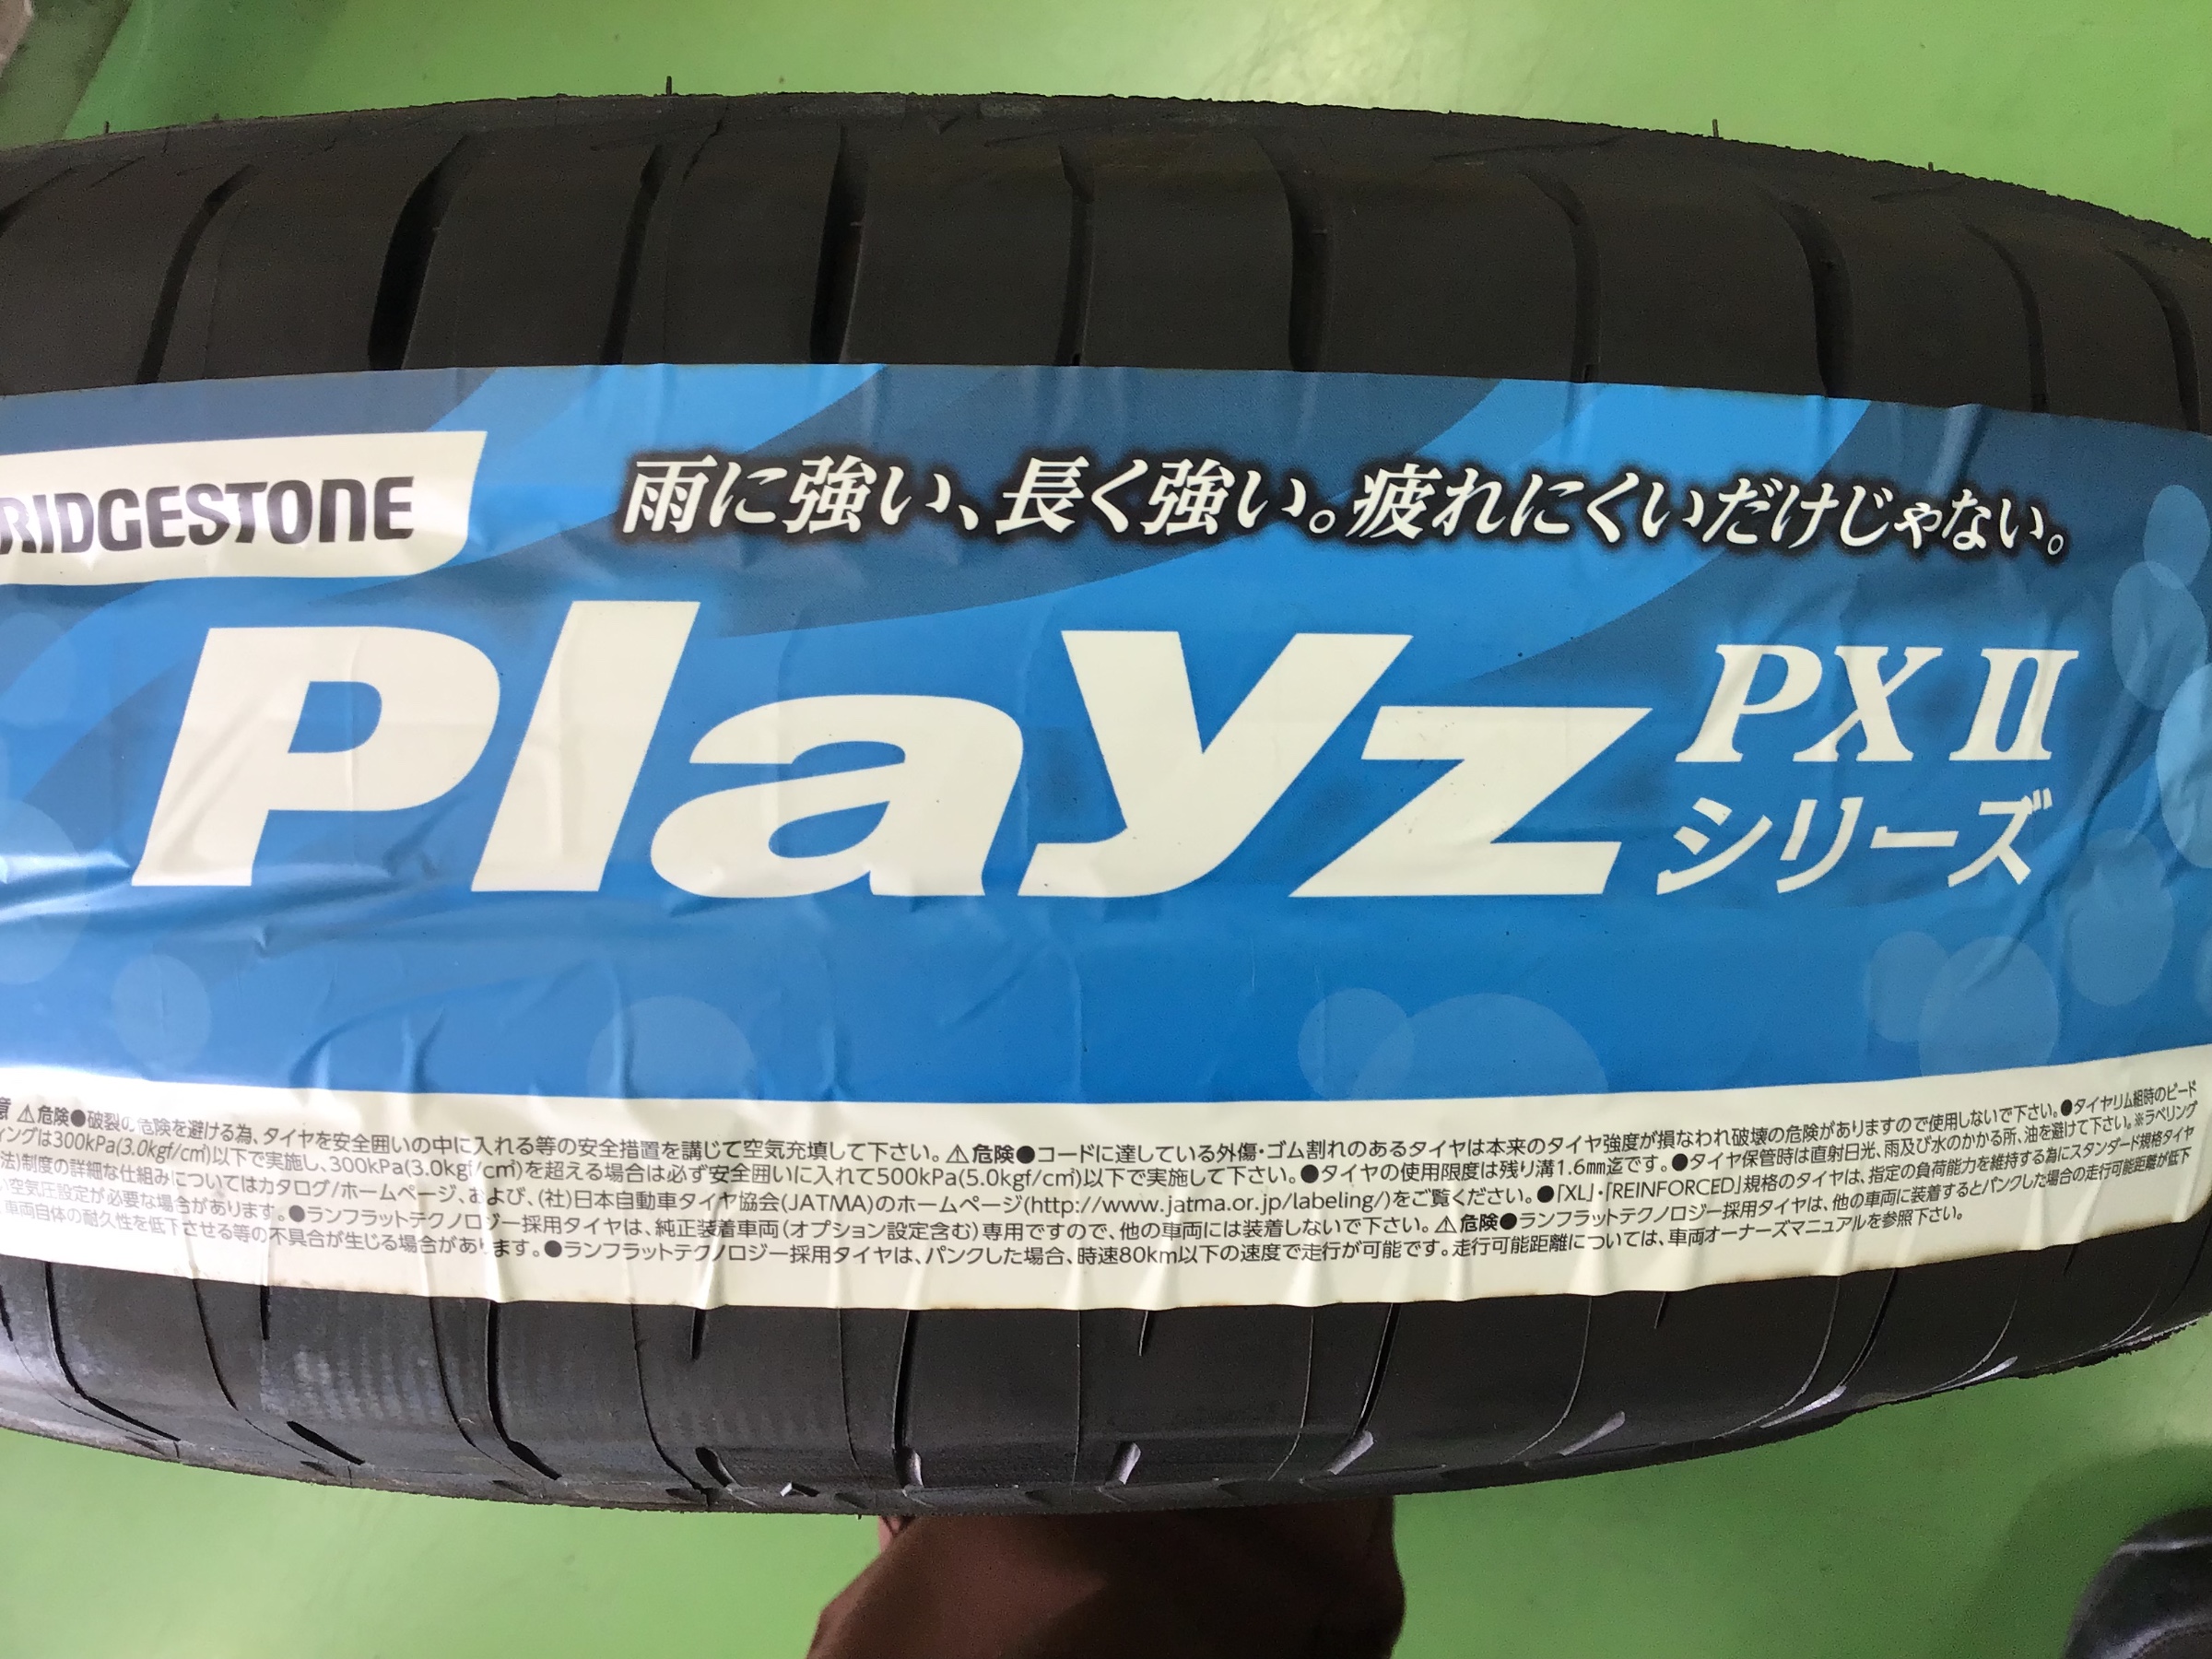 BRIDGESTONE
雨に強い、長く強い。疲れにくいだけじゃない。
Playz
PX II
シリーズ
意 ⚠危険●破裂の危険を避ける為、タイヤを安全囲いの中に入れる等の安全措置を講じて空気充填して下さい。⚠危険●コードに達している外傷・ゴム割れのあるタイヤは本来のタイヤ強度が損なわれ破壊の危険がありますので使用しないで下さい。●タイヤリム組時のビード
ィングは300kPa(3.0kgf/c㎡)以下で実施し、300kPa(3.0kgf/c㎡)を超える場合は必ず安全囲いに入れて500kPa(5.0kgf/c㎡)以下で実施して下さい。●タイヤの使用限度は残り溝1.6㎜迄です。●タイヤ保管時は直射日光、雨及び水のかかる所、油を避けて下さい。※ラベリング
法)制度の詳細な仕組みについてはカタログ/ホームページ、および、(社)日本自動車タイヤ協会(JATMA)のホームページ(http://www.jatma.or.jp/labeling/)をご覧ください。●「XL」・「REINFORCED」規格のタイヤは、指定の負荷能力を維持する為にスタンダード規格タイヤ
い空気圧設定が必要な場合があります。●ランフラットテクノロジー採用タイヤは、純正装着車両(オプション設定含む)専用ですので、他の車両には装着しないで下さい。⚠危険●ランフラットテクノロジー採用タイヤは、他の車両に装着するとパンクした場合の走行可能距離が低下
車両自体の耐久性を低下させる等の不具合が生じる場合があります。●ランフラットテクノロジー採用タイヤは、パンクした場合、時速80km以下の速度で走行が可能です。走行可能距離については、車両オーナーズマニュアルを参照下さい。